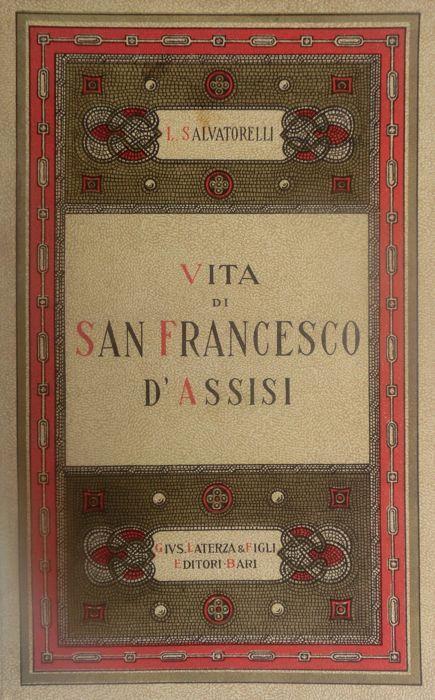 L. SALVATORELLI
VITA
DI
SAN FRANCESCO
D'ASSISI
GIVS. LATERZA & FIGLI
EDITORI·BARI